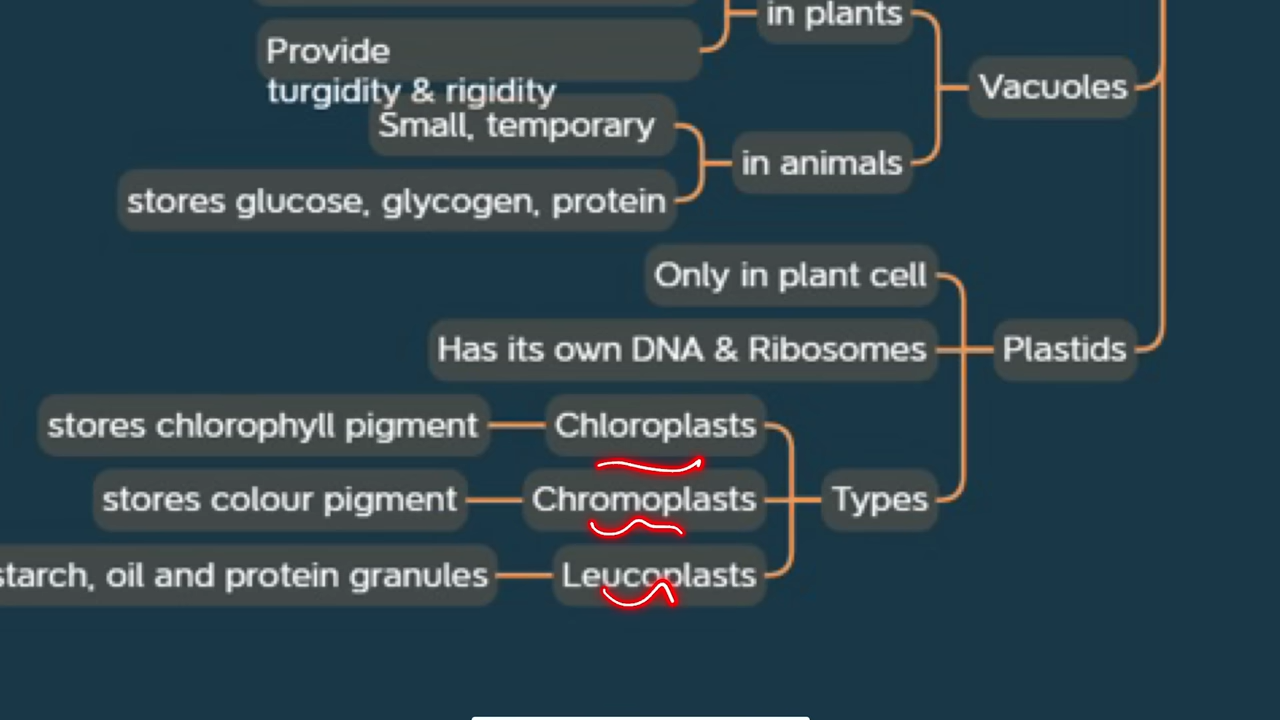 in plants
Provide
turgidity & rigidity
Vacuoles
Small, temporary
in animals
stores glucose, glycogen, protein
Only in plant cell
Has its own DNA & Ribosomes
Plastids
stores chlorophyll pigment
Chloroplasts
stores colour pigment
Chromoplasts
Types
starch, oil and protein granules
Leucoplasts